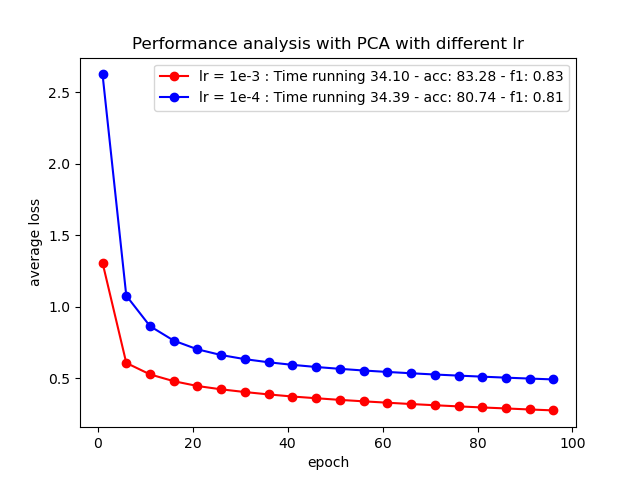 Performance analysis with PCA with different lr
lr = 1e-3 : Time running 34.10 - acc: 83.28 - f1: 0.83
lr = 1e-4 : Time running 34.39 - acc: 80.74 - f1: 0.81
2.5
2.0
1.5
1.0
0.5
average loss
0 20 40 60 80 100
epoch